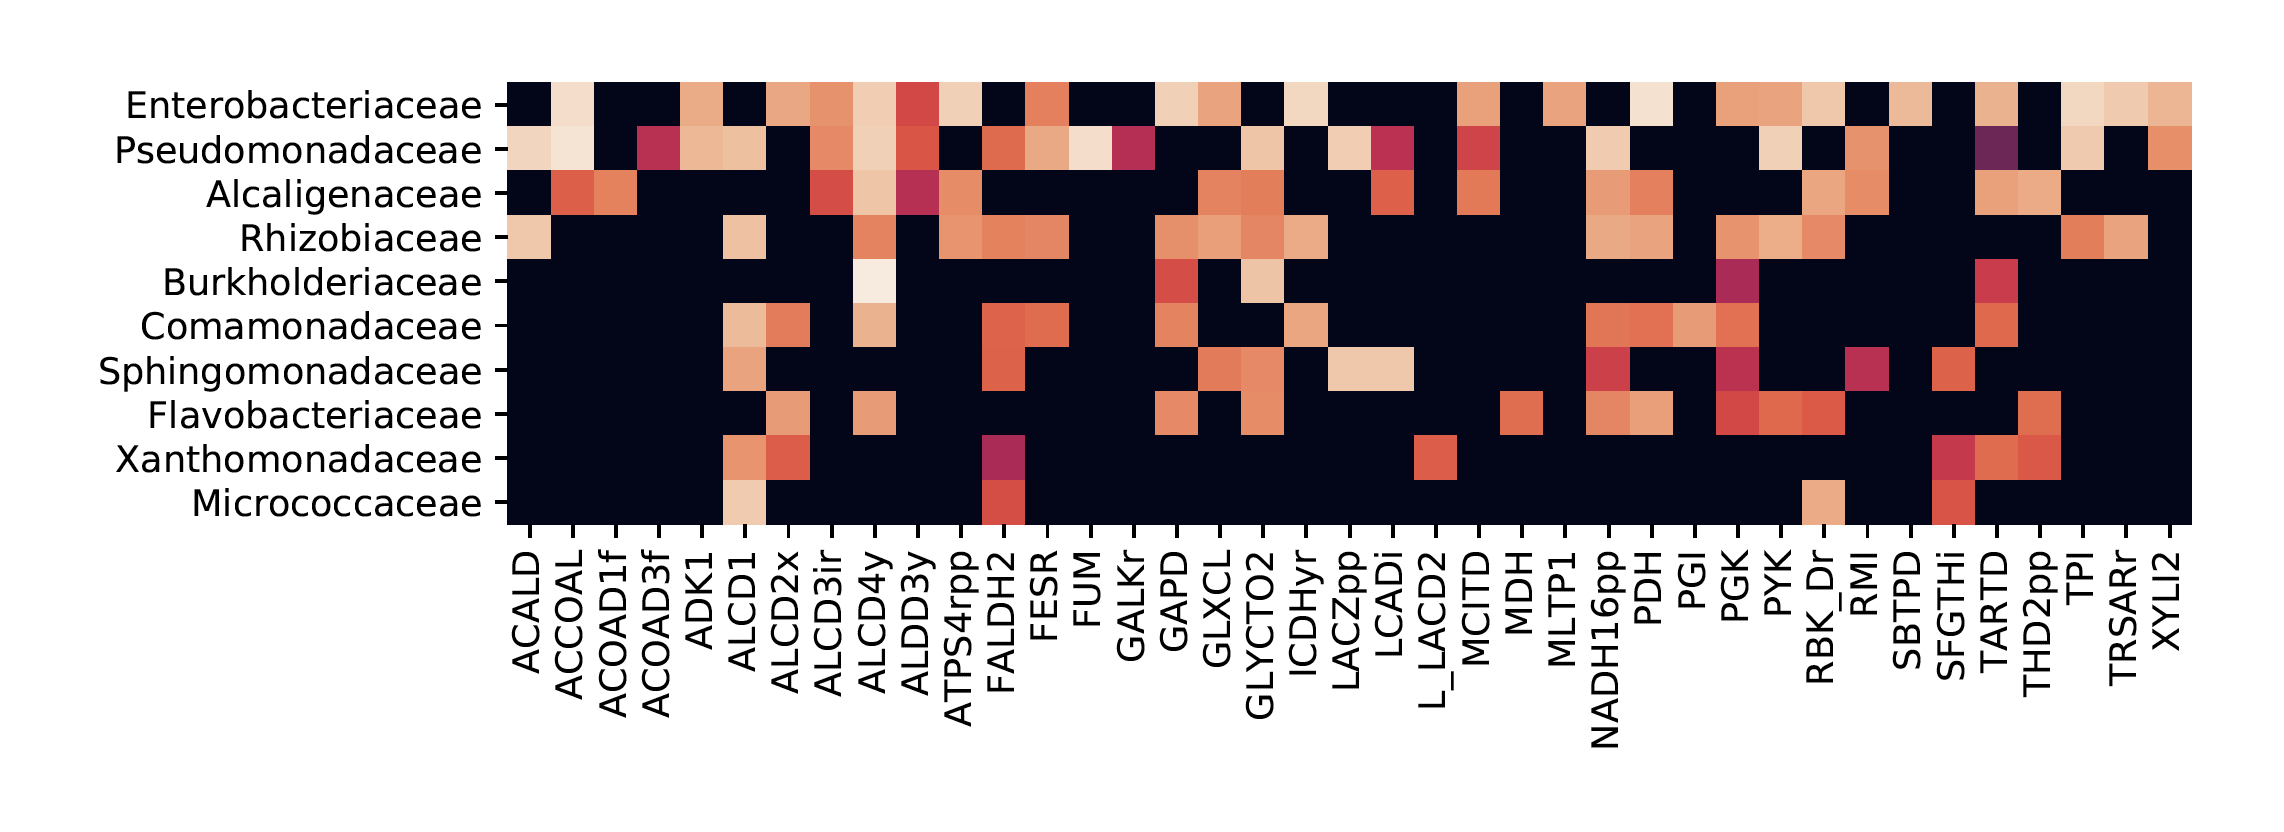 Enterobacteriaceae
Pseudomonadaceae
Alcaligenaceae
Rhizobiaceae
Burkholderiaceae
Comamonadaceae
Sphingomonadaceae
Flavobacteriaceae
Xanthomonadaceae
Micrococcaceae
ACALD
ACCOAL
ACOAD1f
ACOAD3f
ADK1
ALCD1
ALCD2x
ALCD3ir
ALCD4y
ALDD3y
ATPS4rpp
FALDH2
FESR
FUM
GALKr
GAPD
GLXCL
GLYCTO2
ICDHyr
LACZpp
LCADi
L_LACD2
MCITD
MDH
MLTP1
NADH16pp
PDH
PGI
PGK
PYK
RBK_Dr
RMI
SBTPD
SFGTHi
TARTD
THD2pp
TPI
TRSARr
XYLI2